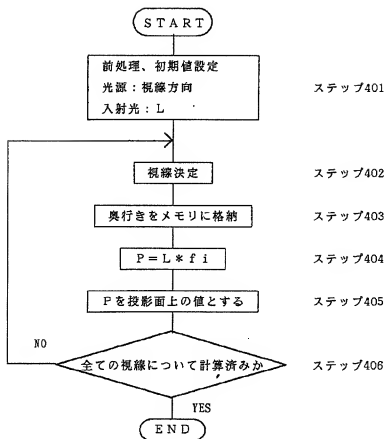 START
前処理、初期値設定
光源：視線方向
入射光：L
ステップ401
視線決定
ステップ402
奥行きをメモリに格納
ステップ403
P＝L＊fi
ステップ404
Pを投影面上の値とする
ステップ405
NO
全ての視線について計算済みか
ステップ406
YES
END